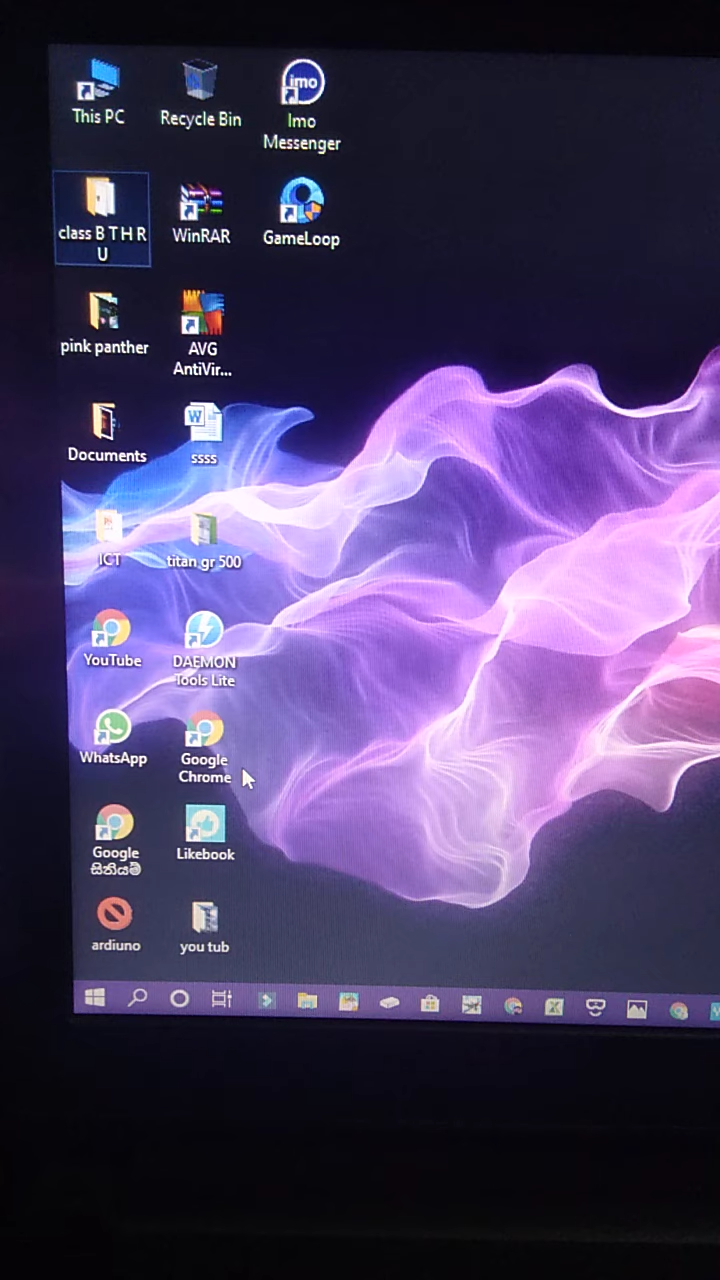 This PC
Recycle Bin
imo
Imo
Messenger
class B T H R
U
WinRAR
GameLoop
pink panther
AVG
AntiVir...
Documents
W
ssss
ICT
titan gr 500
YouTube
DAEMON
Tools Lite
WhatsApp
Google
Chrome
Google
සිතියම්
Likebook
ardiuno
you tub